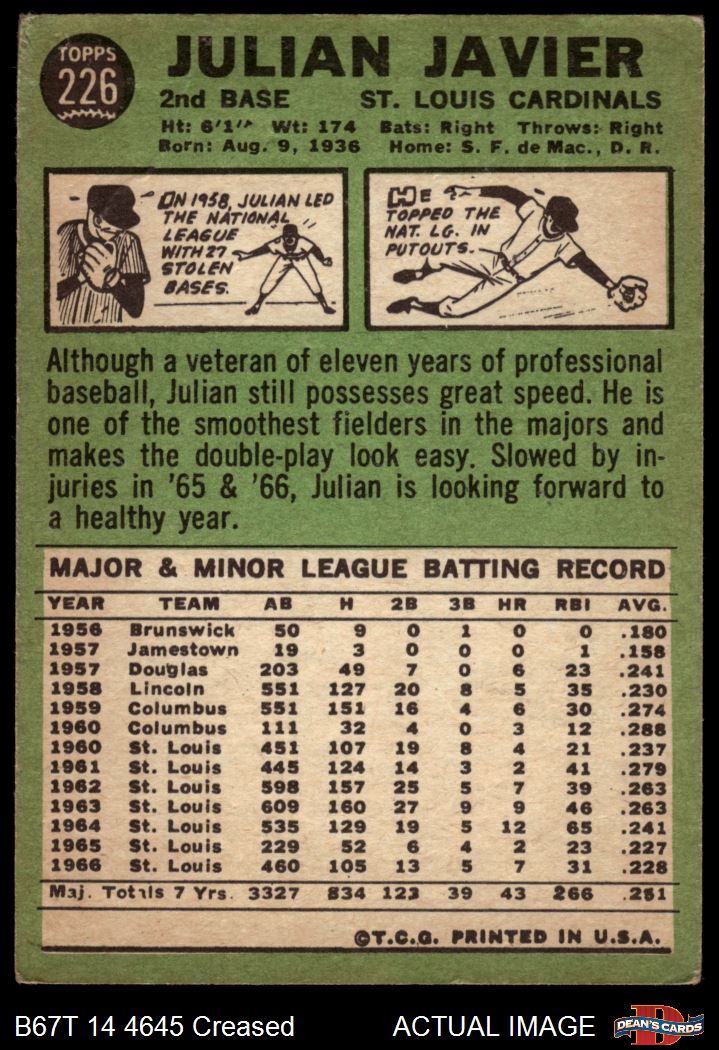 TOPPS
226
JULIAN JAVIER
2nd BASE ST. LOUIS CARDINALS
Ht: 6'1" Wt: 174 Bats: Right Throws: Right
Born: Aug. 9, 1936 Home: S. F. de Mac., D. R.
ON 1958, JULIAN LED
THE NATIONAL
LEAGUE
WITH 27
STOLEN
BASES.
HE
TOPPED THE
NAT. LG. IN
PUTOUTS.
Although a veteran of eleven years of professional
baseball, Julian still possesses great speed. He is
one of the smoothest fielders in the majors and
makes the double-play look easy. Slowed by in-
juries in '65 & '66, Julian is looking forward to
a healthy year.
MAJOR & MINOR LEAGUE BATTING RECORD
YEAR TEAM AB H 2B 3B HR RBI AVG.
1956 Brunswick 50 9 0 1 0 0 .180
1957 Jamestown 19 3 0 0 0 1 .158
1957 Douglas 203 49 7 0 6 23 .241
1958 Lincoln 551 127 20 8 5 35 .230
1959 Columbus 551 151 16 4 6 30 .274
1960 Columbus 111 32 4 0 3 12 .288
1960 St. Louis 451 107 19 8 4 21 .237
1961 St. Louis 445 124 14 3 2 41 .279
1962 St. Louis 598 157 25 5 7 39 .263
1963 St. Louis 609 160 27 9 9 46 .263
1964 St. Louis 535 129 19 5 12 65 .241
1965 St. Louis 229 52 6 4 2 23 .227
1966 St. Louis 460 105 13 5 7 31 .228
Maj. Totals 7 Yrs. 3327 834 123 39 43 266 .251
©T.C.G. PRINTED IN U.S.A.
B67T 14 4645 Creased ACTUAL IMAGE DEAN'S CARDS